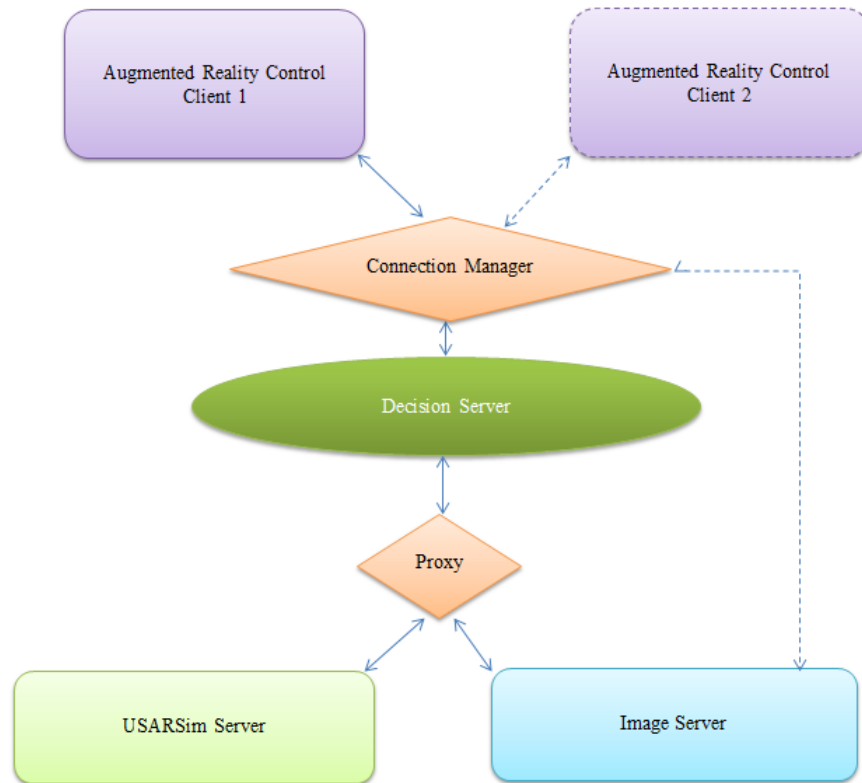 Augmented Reality Control
Client 1
Augmented Reality Control
Client 2
Connection Manager
Decision Server
Proxy
USARSim Server
Image Server